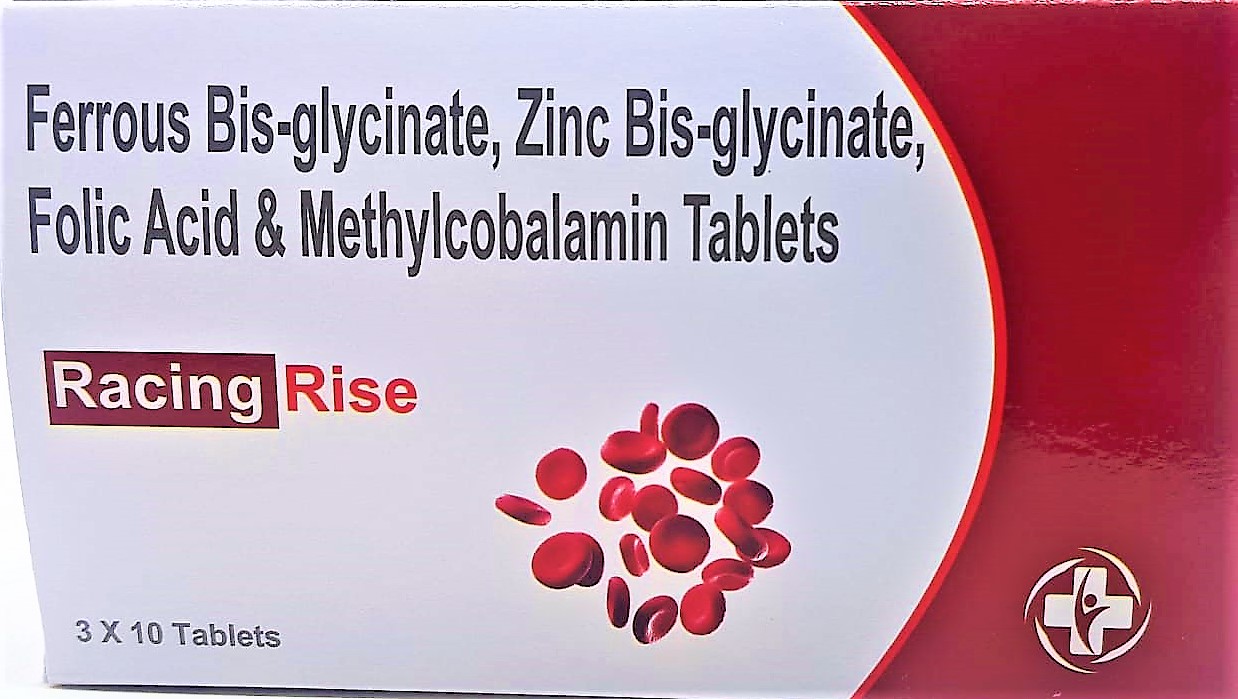 Ferrous Bis-glycinate, Zinc Bis-glycinate,
Folic Acid & Methylcobalamin Tablets
Racing Rise
3 X 10 Tablets